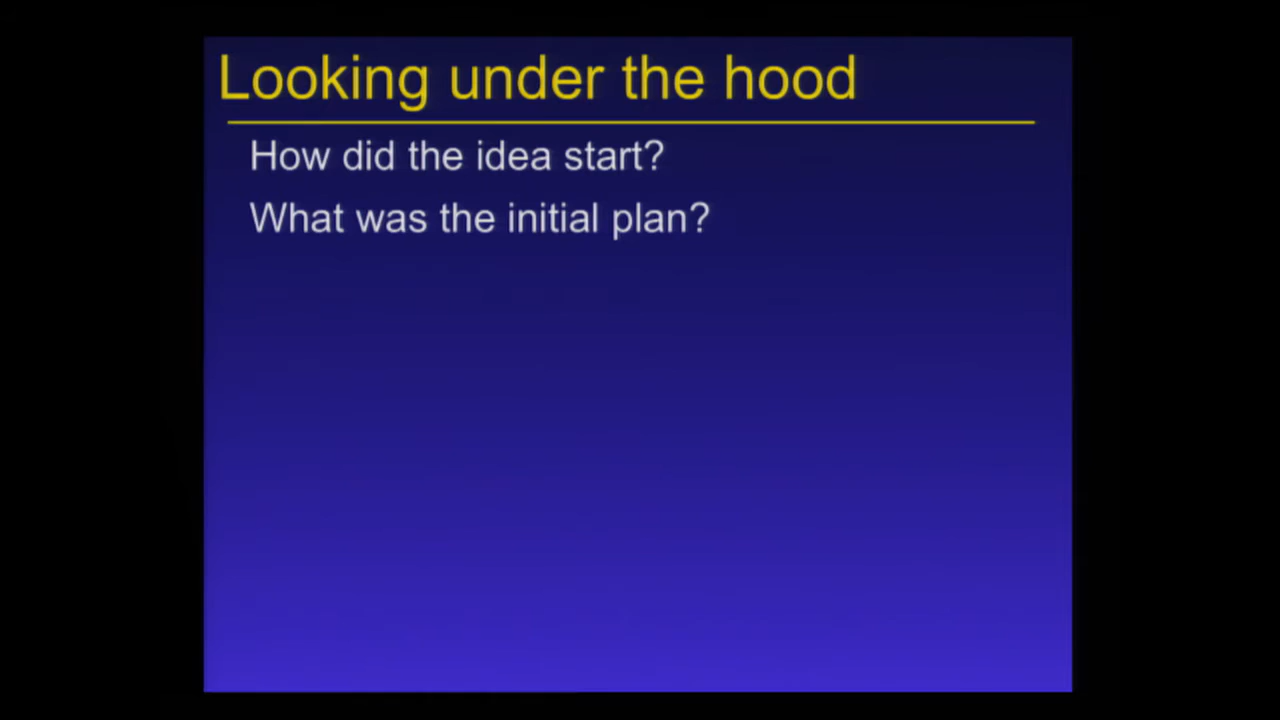 Looking under the hood
How did the idea start?
What was the initial plan?